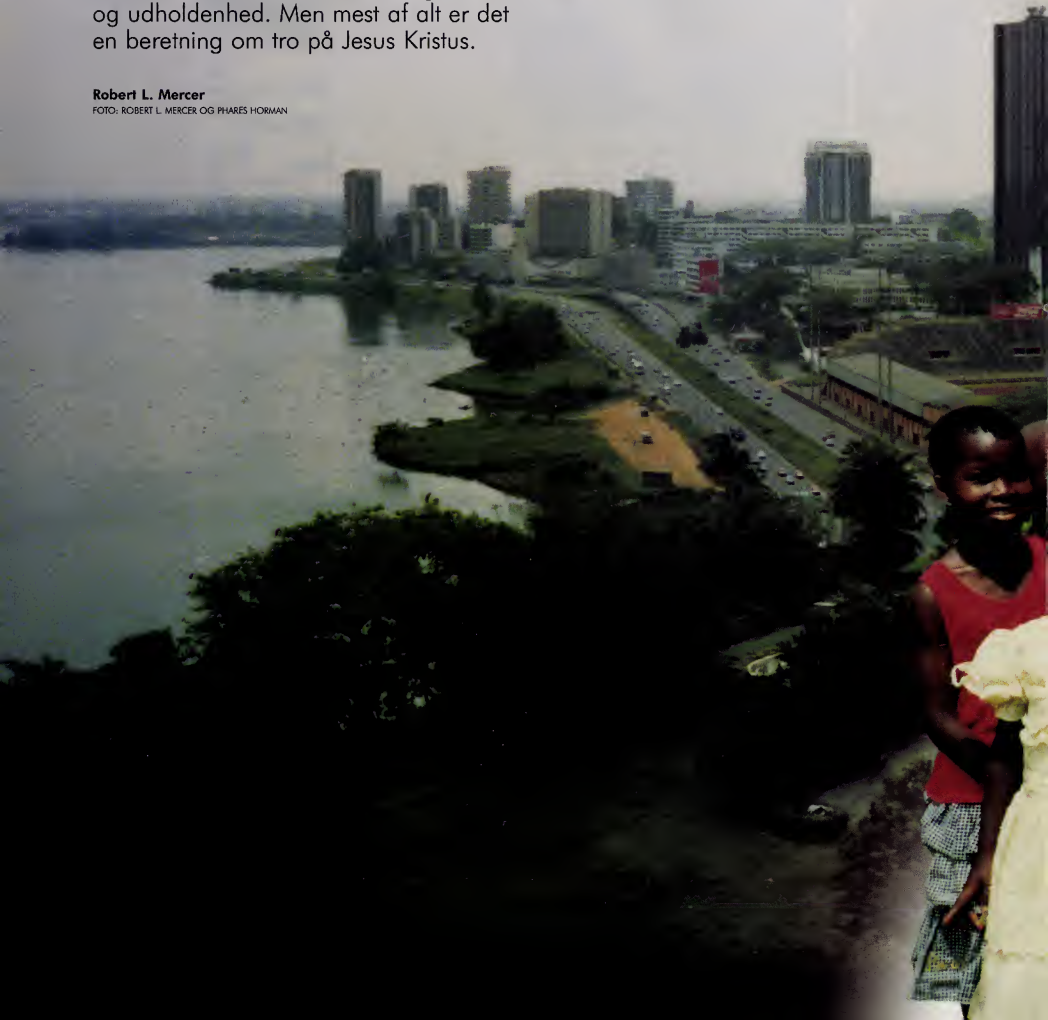 og udholdenhed. Men mest af alt er det
en beretning om tro på Jesus Kristus.
Robert L. Mercer
FOTO: ROBERT L. MERCER OG PHARES HORMAN